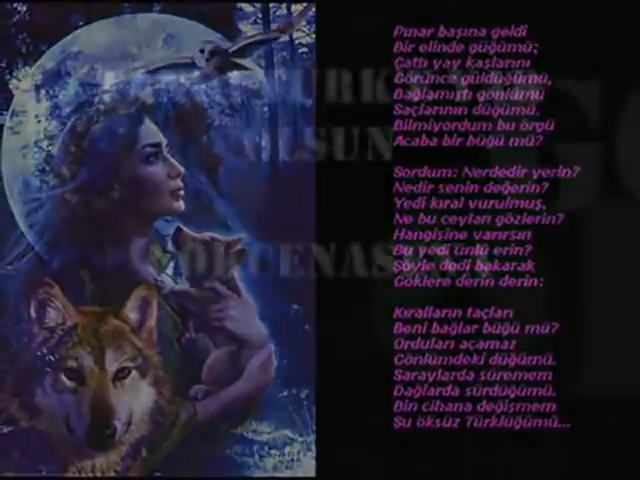 Pınar başına geldi
Bir elinde güğümü;
Çattı yay kaşlarını
Görünce güldüğümü,
Bağlamıştı gönlümü
Saçlarının düğümü.
Bilmiyordum bu örgü
Acaba bir büğü mü?
Sordum: Nerdedir yerin?
Nedir senin değerin?
Yedi kıral vurulmuş,
Ne bu ceylan gözlerin?
Hangisine varırsın
Bu yedi ünlü erin?
Şöyle dedi bakarak
Göklere derin derin:
Kıralların taçları
Beni bağlar büğü mü?
Orduları açamaz
Gönlümdeki düğümü.
Saraylarda süremem
Dağlarda sürdüğümü.
Bin cihana değişmem
Şu öksüz Türklüğümü...